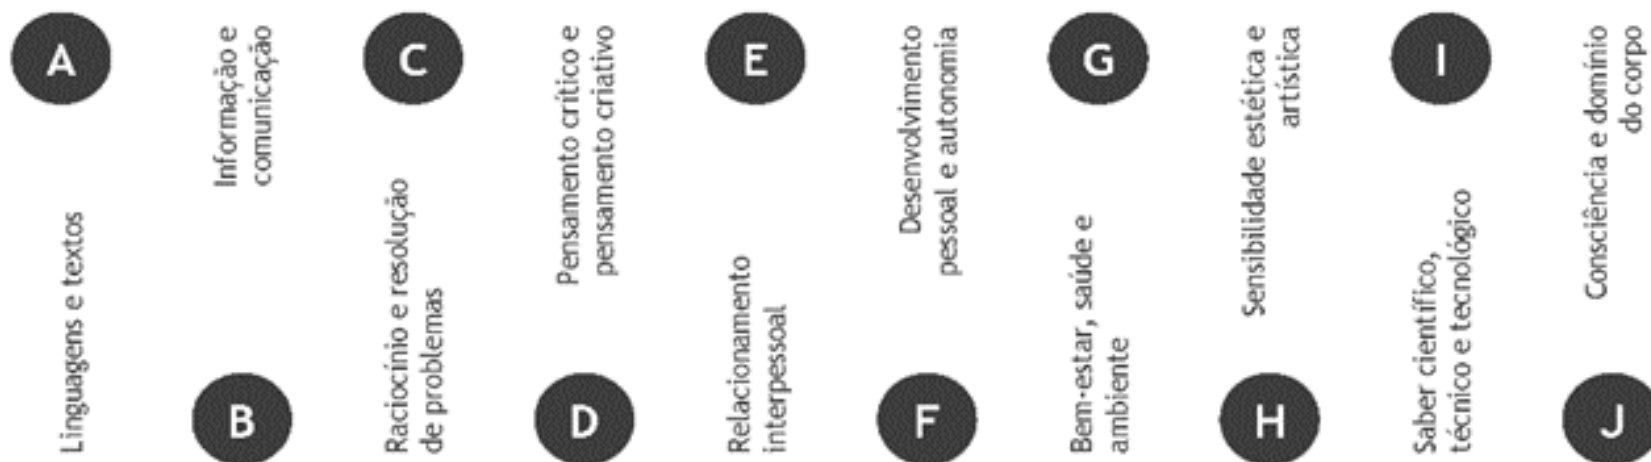 A
Linguagens e textos
B
Informação e
comunicação
C
Raciocínio e resolução
de problemas
D
Pensamento crítico e
pensamento criativo
E
Relacionamento
interpessoal
F
Desenvolvimento
pessoal e autonomia
G
Bem-estar, saúde e
ambiente
H
Sensibilidade estética e
artística
I
Saber científico,
técnico e tecnológico
J
Consciência e domínio
do corpo